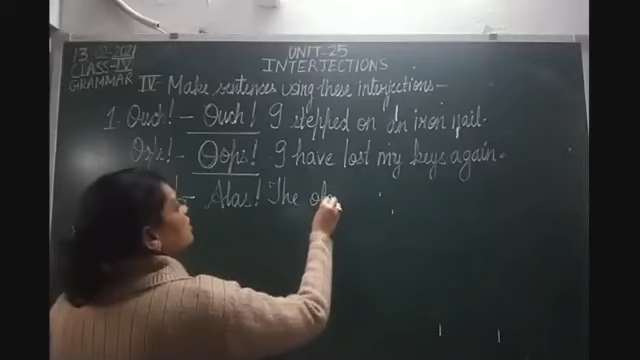 UNIT-25
13 2021
CLASS-IV
INTERJECTIONS
GRAMMAR
IV- Make sentences using these interjections-
1. Ouch! - Ouch! I stepped on an iron nail.
Oops! - Oops! I have lost my keys again.
! - Alas! The